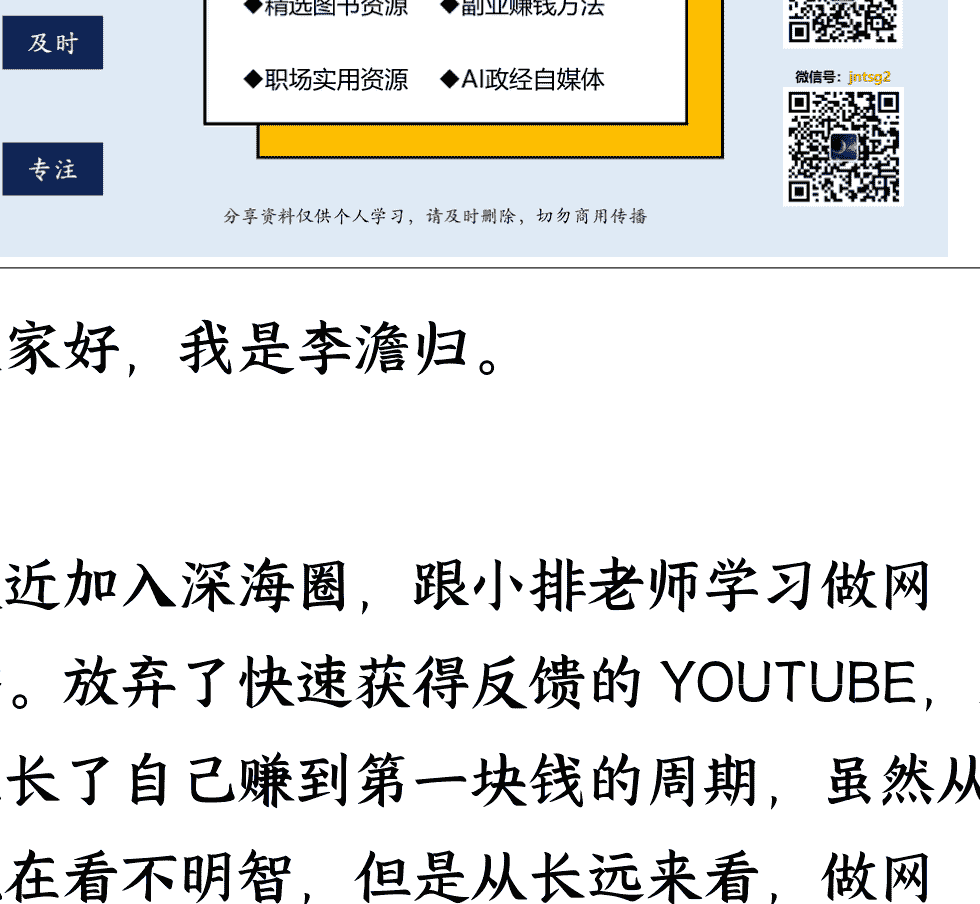 ◆精选图书资源 ◆副业赚钱方法
及时
◆职场实用资源 ◆AI政经自媒体
微信号：jntsg2
专注
分享资料仅供个人学习，请及时删除，切勿商用传播
家好，我是李澹归。
近加入深海圈，跟小排老师学习做网
。放弃了快速获得反馈的 YOUTUBE，
长了自己赚到第一块钱的周期，虽然从
在看不明智，但是从长远来看，做网